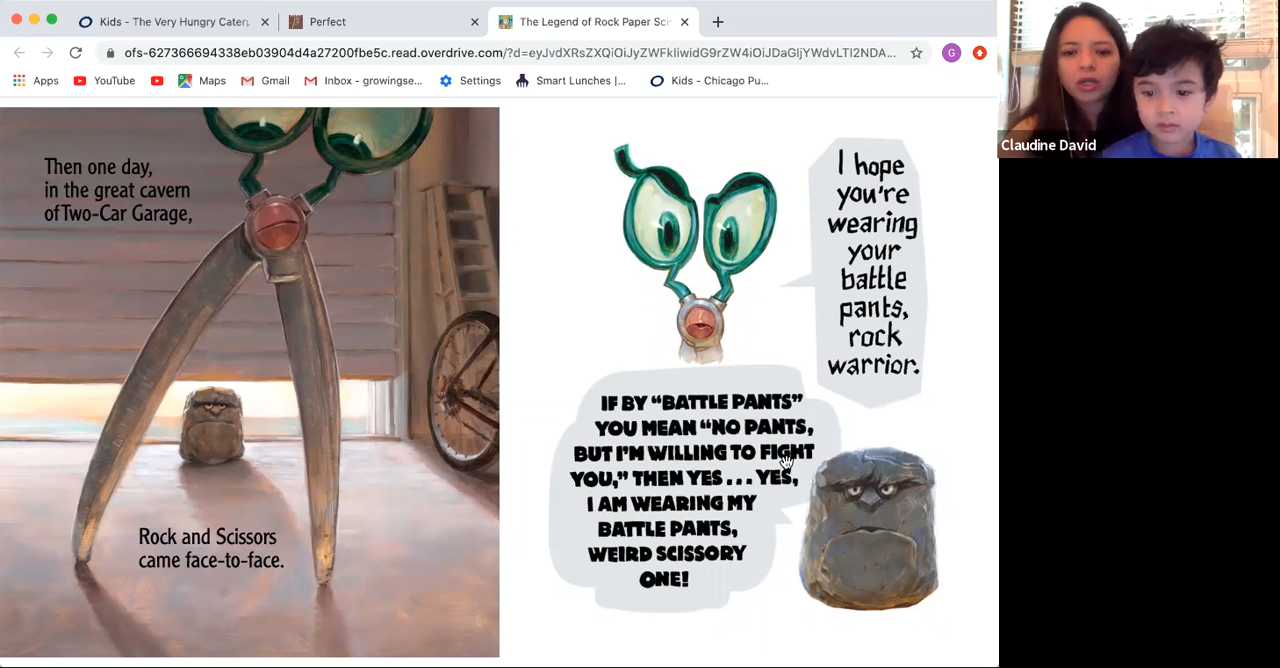 Kids - The Very Hungry Caterp
Perfect
The Legend of Rock Paper Sci
ofs-627366694338eb03904d4a27200fbe5c.read.overdrive.com/?d=eyJvdXRsZXQiOiJyZWFkIiwidG9rZW4iOiJDaGljYWdvLTI2NDA...
G
Apps
YouTube
Maps
Gmail
Inbox - growingse...
Settings
Smart Lunches |...
Kids - Chicago Pu...
Then one day,
in the great cavern
of Two-Car Garage,
Rock and Scissors
came face-to-face.
I hope
you're
wearing
your
battle
pants,
rock
warrior.
IF BY “BATTLE PANTS”
YOU MEAN “NO PANTS,
BUT I'M WILLING TO FIGHT
YOU,” THEN YES... YES,
I AM WEARING MY
BATTLE PANTS,
WEIRD SCISSORY
ONE!
Claudine David